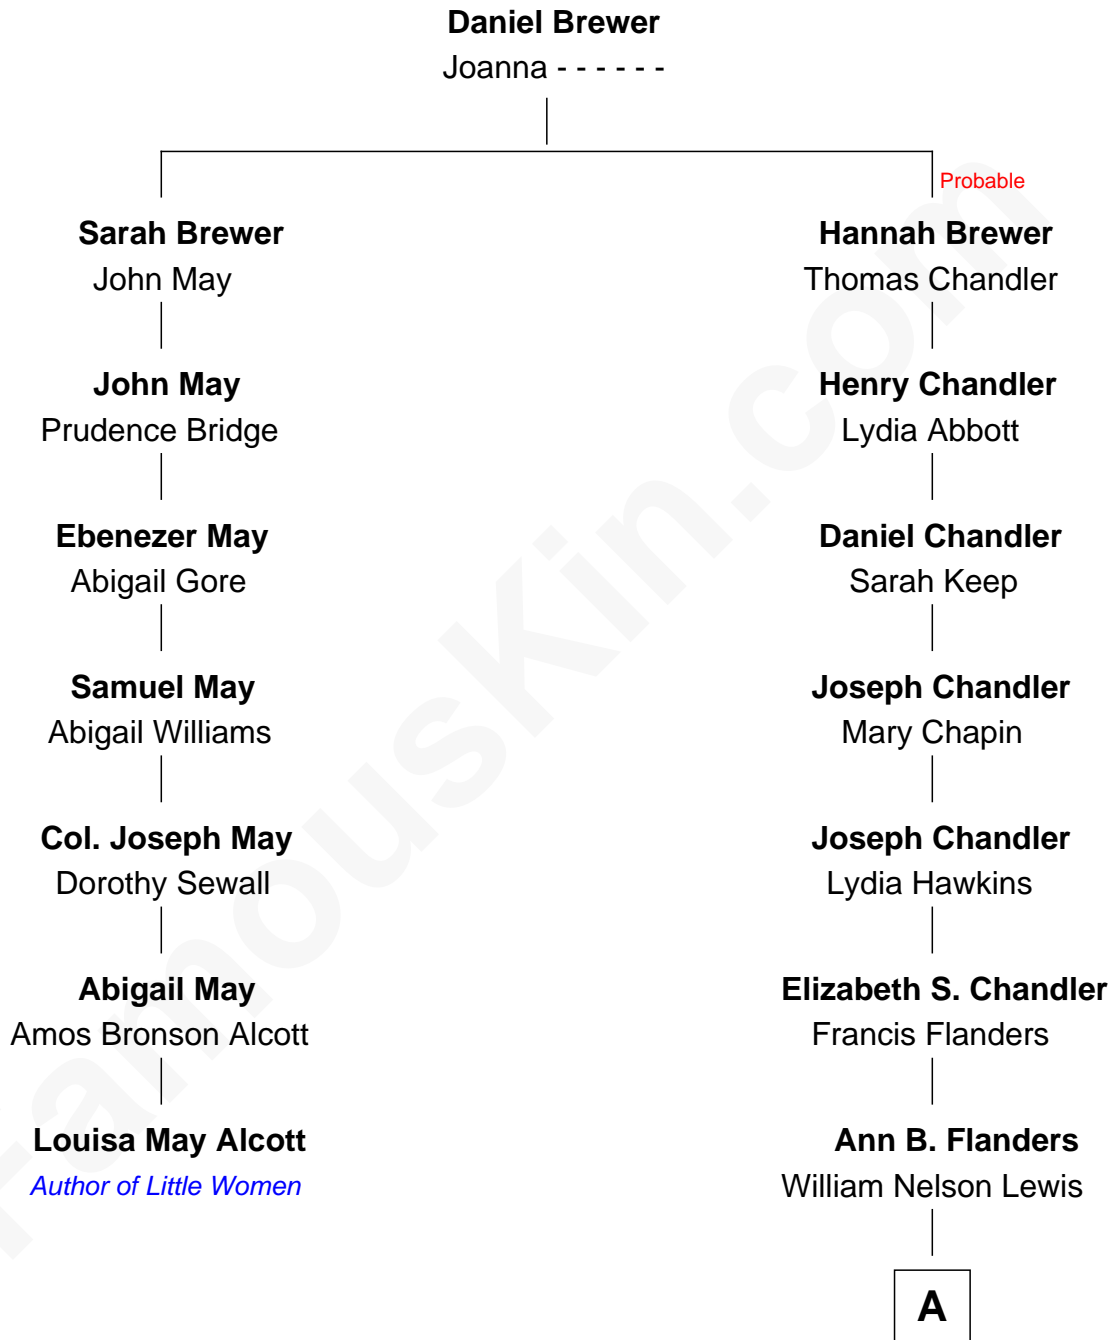 Daniel Brewer
Joanna - - - - - -
Probable
Sarah Brewer
John May
Hannah Brewer
Thomas Chandler
John May
Prudence Bridge
Henry Chandler
Lydia Abbott
Ebenezer May
Abigail Gore
Daniel Chandler
Sarah Keep
Samuel May
Abigail Williams
Joseph Chandler
Mary Chapin
Col. Joseph May
Dorothy Sewall
Joseph Chandler
Lydia Hawkins
Abigail May
Amos Bronson Alcott
Elizabeth S. Chandler
Francis Flanders
Louisa May Alcott
Author of Little Women
Ann B. Flanders
William Nelson Lewis
A
FamousKin.com